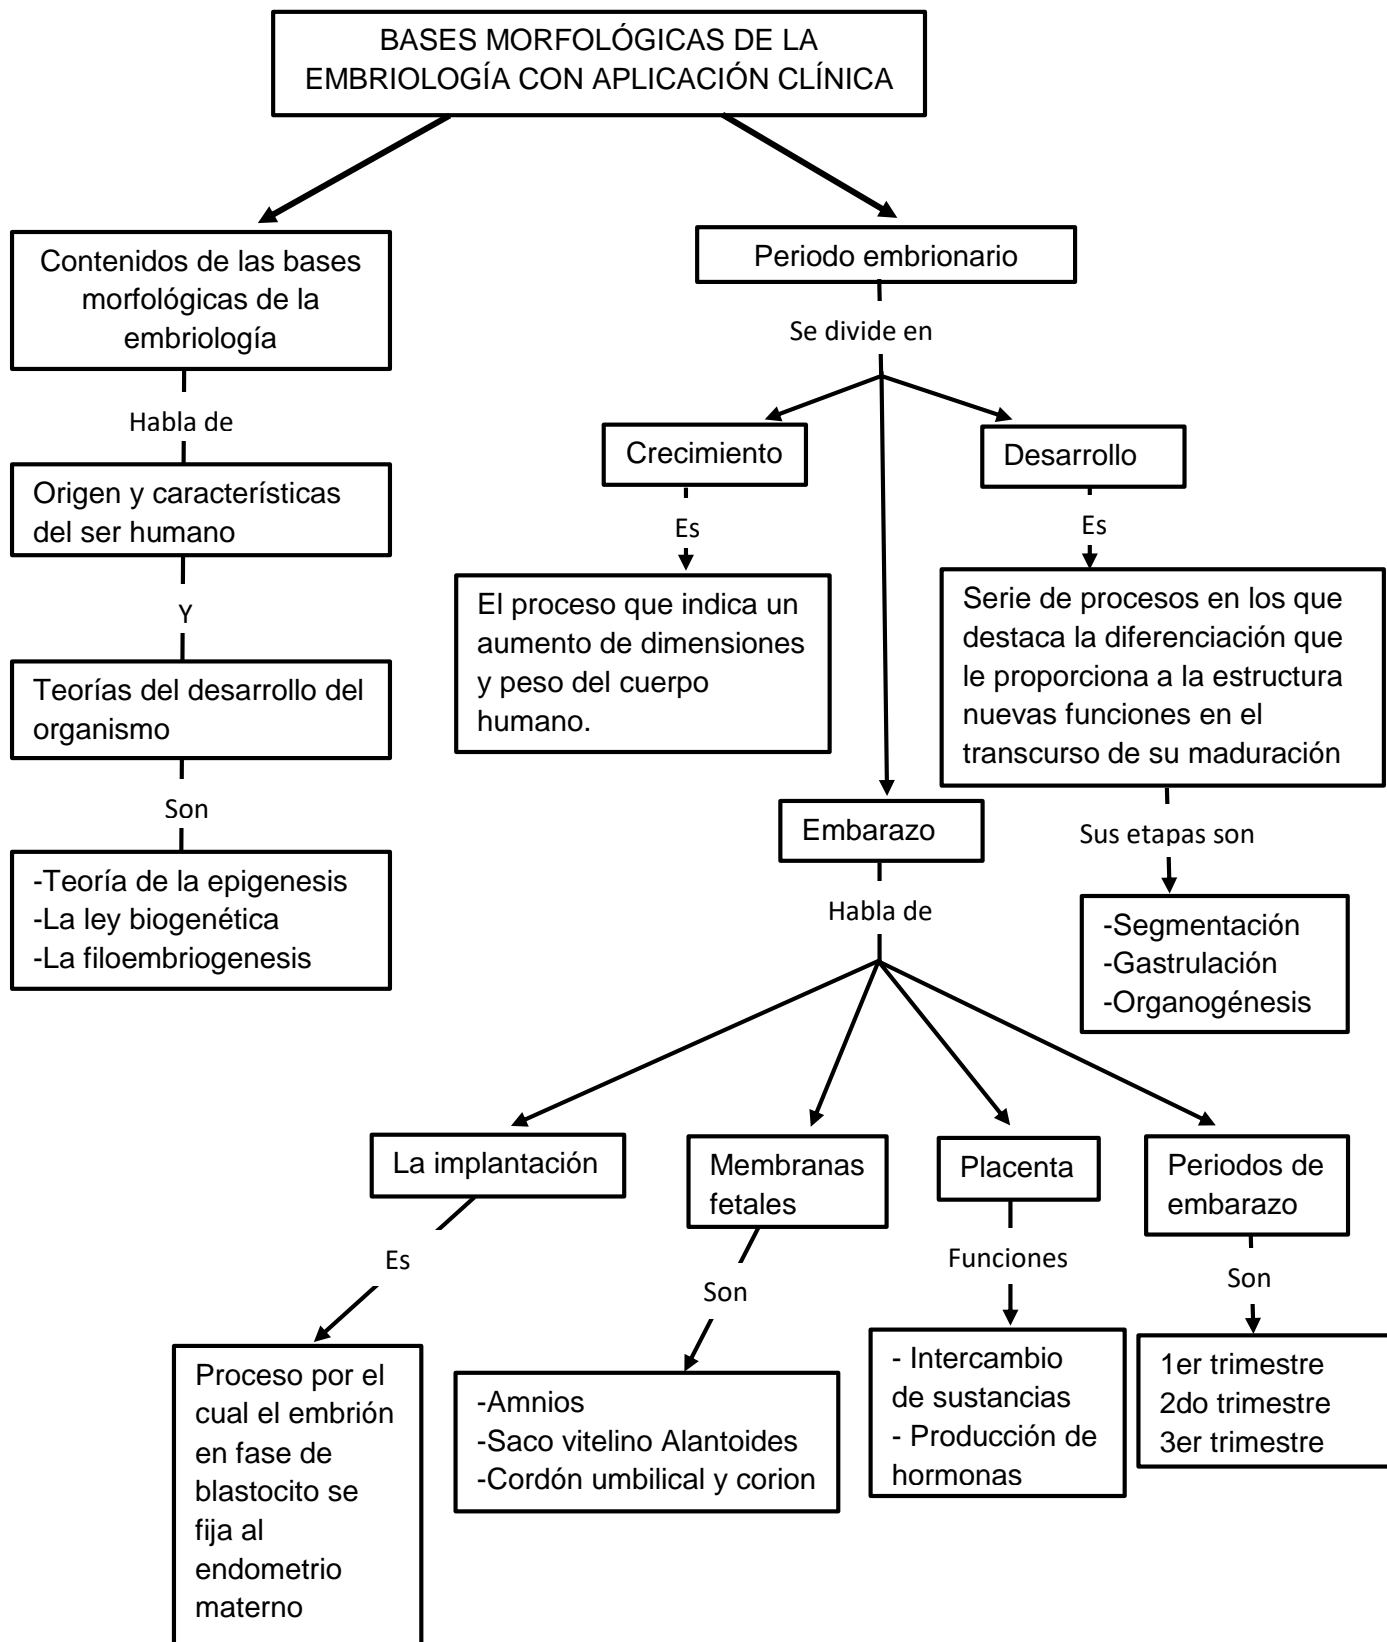 BASES MORFOLÓGICAS DE LA
EMBRIOLOGÍA CON APLICACIÓN CLÍNICA
Contenidos de las bases
morfológicas de la
embriología
Habla de
Origen y características
del ser humano
Y
Teorías del desarrollo del
organismo
Son
-Teoría de la epigenesis
-La ley biogenética
-La filoembriogenesis
Periodo embrionario
Se divide en
Crecimiento
Es
El proceso que indica un
aumento de dimensiones
y peso del cuerpo
humano.
Desarrollo
Es
Serie de procesos en los que
destaca la diferenciación que
le proporciona a la estructura
nuevas funciones en el
transcurso de su maduración
Sus etapas son
-Segmentación
-Gastrulación
-Organogénesis
Embarazo
Habla de
La implantación
Es
Proceso por el
cual el embrión
en fase de
blastocito se
fija al
endometrio
materno
Membranas
fetales
Son
-Amnios
-Saco vitelino Alantoides
-Cordón umbilical y corion
Placenta
Funciones
- Intercambio
de sustancias
- Producción de
hormonas
Periodos de
embarazo
Son
1er trimestre
2do trimestre
3er trimestre